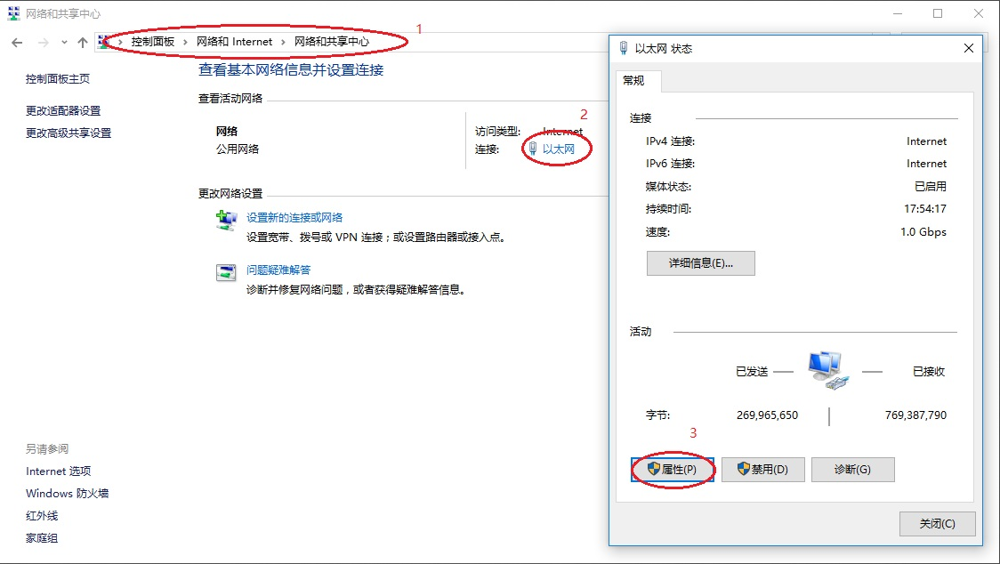 网络和共享中心
1
控制面板 > 网络和 Internet > 网络和共享中心
控制面板主页
更改适配器设置
更改高级共享设置
查看基本网络信息并设置连接
查看活动网络
网络
公用网络
2
访问类型: Internet
连接: 以太网
更改网络设置
设置新的连接或网络
设置宽带、拨号或 VPN 连接；或设置路由器或接入点。
问题疑难解答
诊断并修复网络问题，或者获得疑难解答信息。
另请参阅
Internet 选项
Windows 防火墙
红外线
家庭组
以太网 状态
常规
连接
IPv4 连接: Internet
IPv6 连接: Internet
媒体状态: 已启用
持续时间: 17:54:17
速度: 1.0 Gbps
详细信息(E)...
活动
已发送 — — 已接收
字节: 269,965,650 | 769,387,790
3
属性(P) 禁用(D) 诊断(G)
关闭(C)